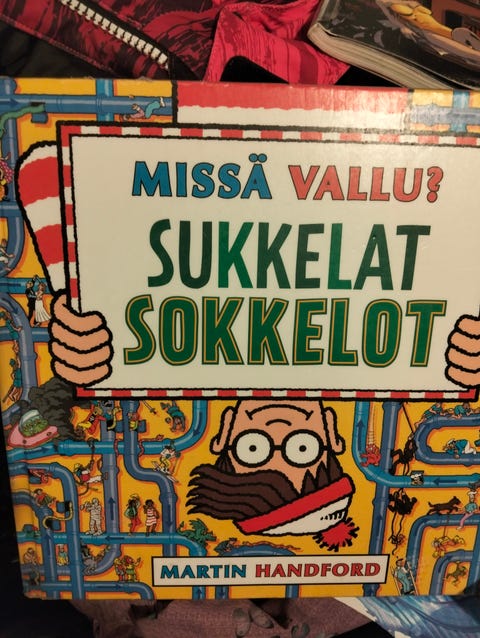 MISSÄ VALLU?
SUKKELAT
SOKKELOT
MARTIN HANDFORD